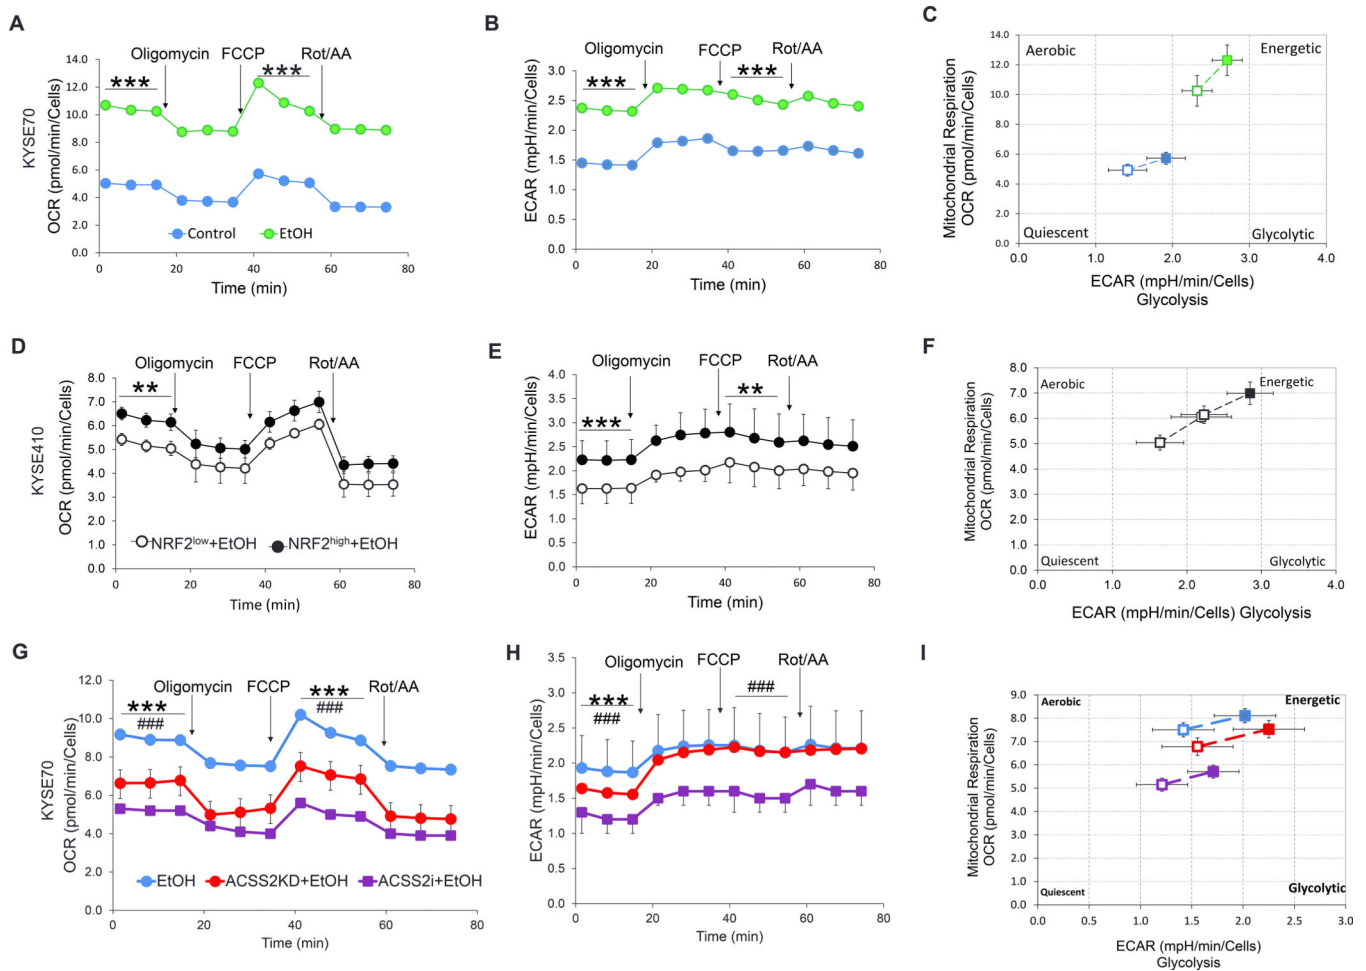 A
Oligomycin FCCP Rot/AA
KYSE70
OCR (pmol/min/Cells)
14.0
12.0
10.0
8.0
6.0
4.0
2.0
0.0
***
***
Control EtOH
0 20 40 60 80
Time (min)
B
Oligomycin FCCP Rot/AA
ECAR (mpH/min/Cells)
3.0
2.5
2.0
1.5
1.0
0.5
0.0
***
***
0 20 40 60 80
Time (min)
C
Mitochondrial Respiration
OCR (pmol/min/Cells)
14.0
12.0
10.0
8.0
6.0
4.0
2.0
0.0
Aerobic Energetic
Quiescent Glycolytic
0.0 1.0 2.0 3.0 4.0
ECAR (mpH/min/Cells)
Glycolysis
D
Oligomycin FCCP Rot/AA
KYSE410
OCR (pmol/min/Cells)
8.0
7.0
6.0
5.0
4.0
3.0
2.0
1.0
0.0
**
NRF2low+EtOH NRF2high+EtOH
0 20 40 60 80
Time (min)
E
Oligomycin FCCP Rot/AA
ECAR (mpH/min/Cells)
4.0
3.5
3.0
2.5
2.0
1.5
1.0
0.5
0.0
***
**
0 20 40 60 80
Time (min)
F
Mitochondrial Respiration
OCR (pmol/min/Cells)
8.0
7.0
6.0
5.0
4.0
3.0
2.0
1.0
0.0
Aerobic Energetic
Quiescent Glycolytic
0.0 1.0 2.0 3.0 4.0
ECAR (mpH/min/Cells) Glycolysis
G
Oligomycin FCCP Rot/AA
KYSE70
OCR (pmol/min/Cells)
12.0
10.0
8.0
6.0
4.0
2.0
0.0
***
###
***
###
EtOH ACSS2KD+EtOH ACSS2i+EtOH
0 20 40 60 80
Time (min)
H
Oligomycin FCCP Rot/AA
ECAR (mpH/min/Cells)
3.5
3.0
2.5
2.0
1.5
1.0
0.5
0.0
***
###
###
0 20 40 60 80
Time (min)
I
Mitochondrial Respiration
OCR (pmol/min/Cells)
9.0
8.0
7.0
6.0
5.0
4.0
3.0
2.0
1.0
0.0
Aerobic Energetic
Quiescent Glycolytic
0.0 0.5 1.0 1.5 2.0 2.5 3.0
ECAR (mpH/min/Cells)
Glycolysis